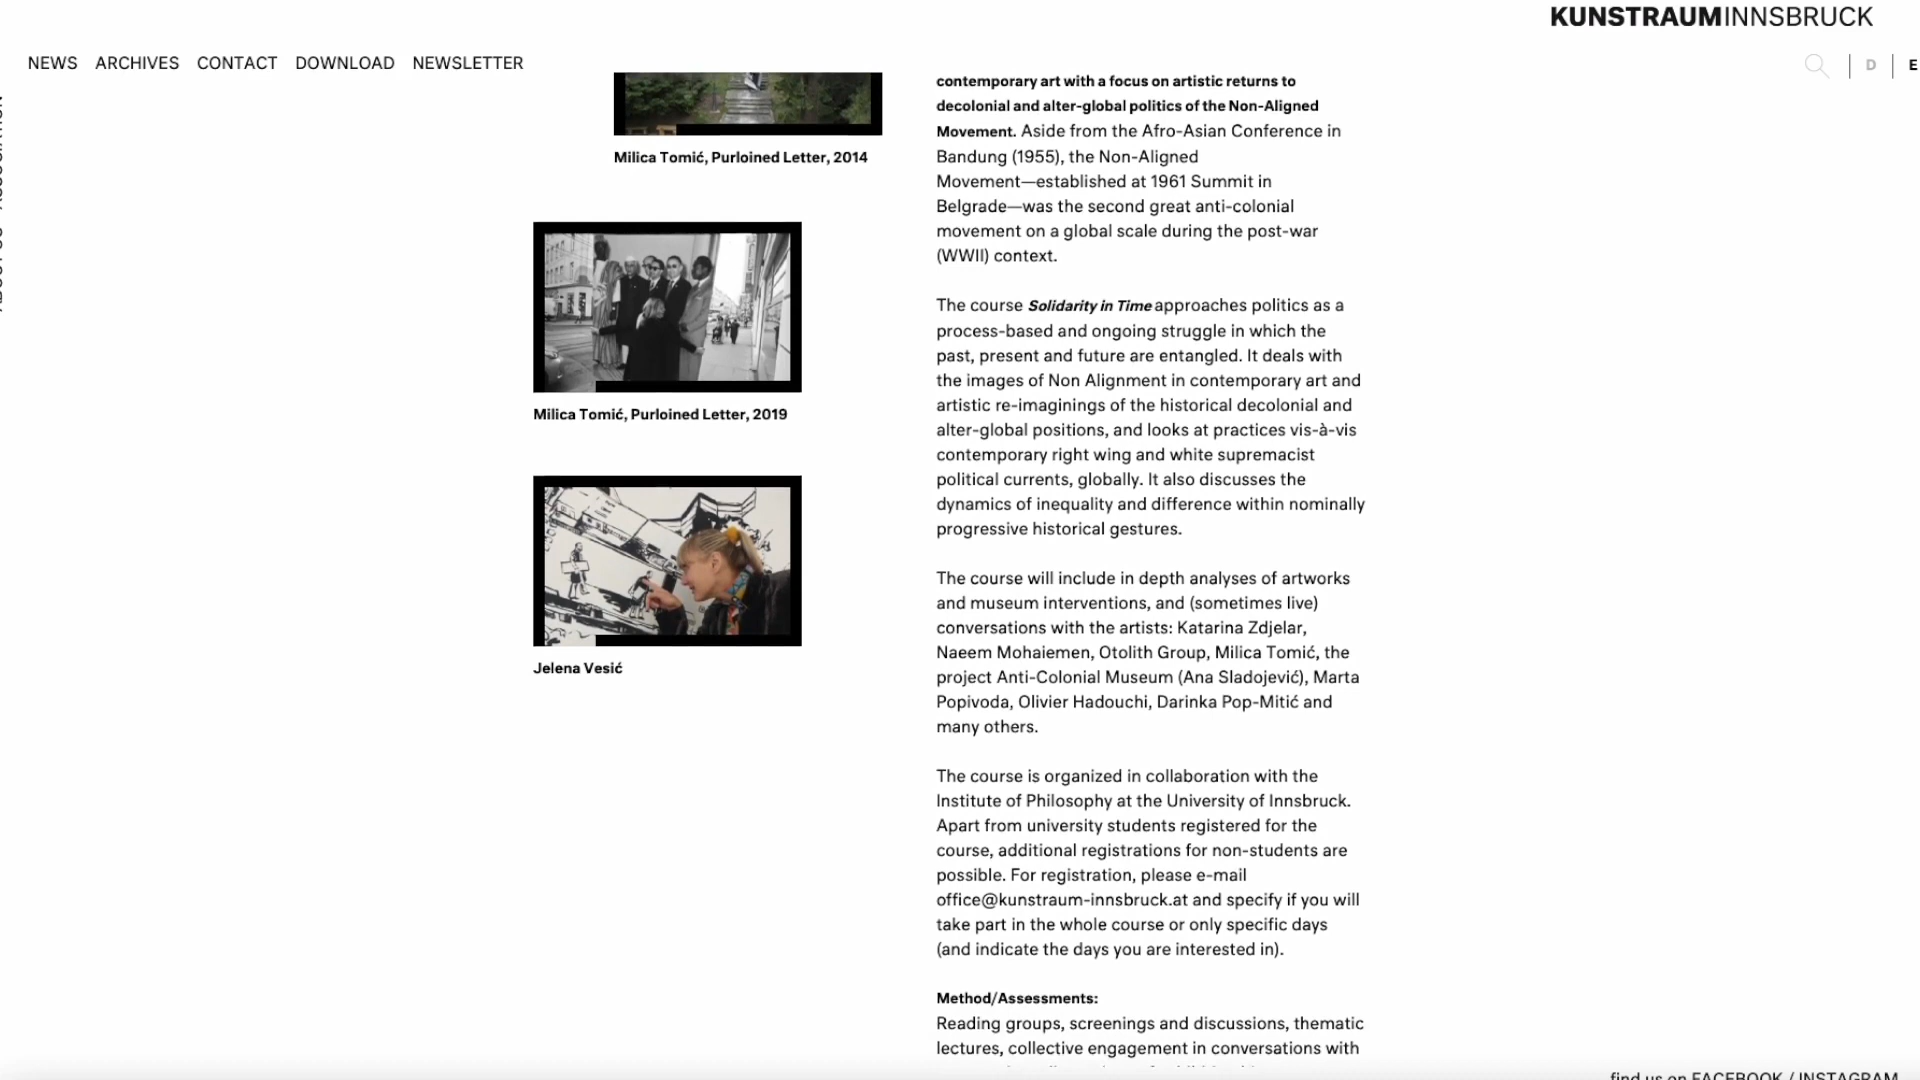 KUNSTRAUMINNSBRUCK
NEWS ARCHIVES CONTACT DOWNLOAD NEWSLETTER
D | E
Milica Tomić, Purloined Letter, 2014
Milica Tomić, Purloined Letter, 2019
Jelena Vesić
contemporary art with a focus on artistic returns to
decolonial and alter-global politics of the Non-Aligned
Movement. Aside from the Afro-Asian Conference in
Bandung (1955), the Non-Aligned
Movement—established at 1961 Summit in
Belgrade—was the second great anti-colonial
movement on a global scale during the post-war
(WWII) context.
The course Solidarity in Time approaches politics as a
process-based and ongoing struggle in which the
past, present and future are entangled. It deals with
the images of Non Alignment in contemporary art and
artistic re-imaginings of the historical decolonial and
alter-global positions, and looks at practices vis-à-vis
contemporary right wing and white supremacist
political currents, globally. It also discusses the
dynamics of inequality and difference within nominally
progressive historical gestures.
The course will include in depth analyses of artworks
and museum interventions, and (sometimes live)
conversations with the artists: Katarina Zdjelar,
Naeem Mohaiemen, Otolith Group, Milica Tomić, the
project Anti-Colonial Museum (Ana Sladojević), Marta
Popivoda, Olivier Hadouchi, Darinka Pop-Mitić and
many others.
The course is organized in collaboration with the
Institute of Philosophy at the University of Innsbruck.
Apart from university students registered for the
course, additional registrations for non-students are
possible. For registration, please e-mail
office@kunstraum-innsbruck.at and specify if you will
take part in the whole course or only specific days
(and indicate the days you are interested in).
Method/Assessments:
Reading groups, screenings and discussions, thematic
lectures, collective engagement in conversations with
find us on FACEBOOK / INSTAGRAM